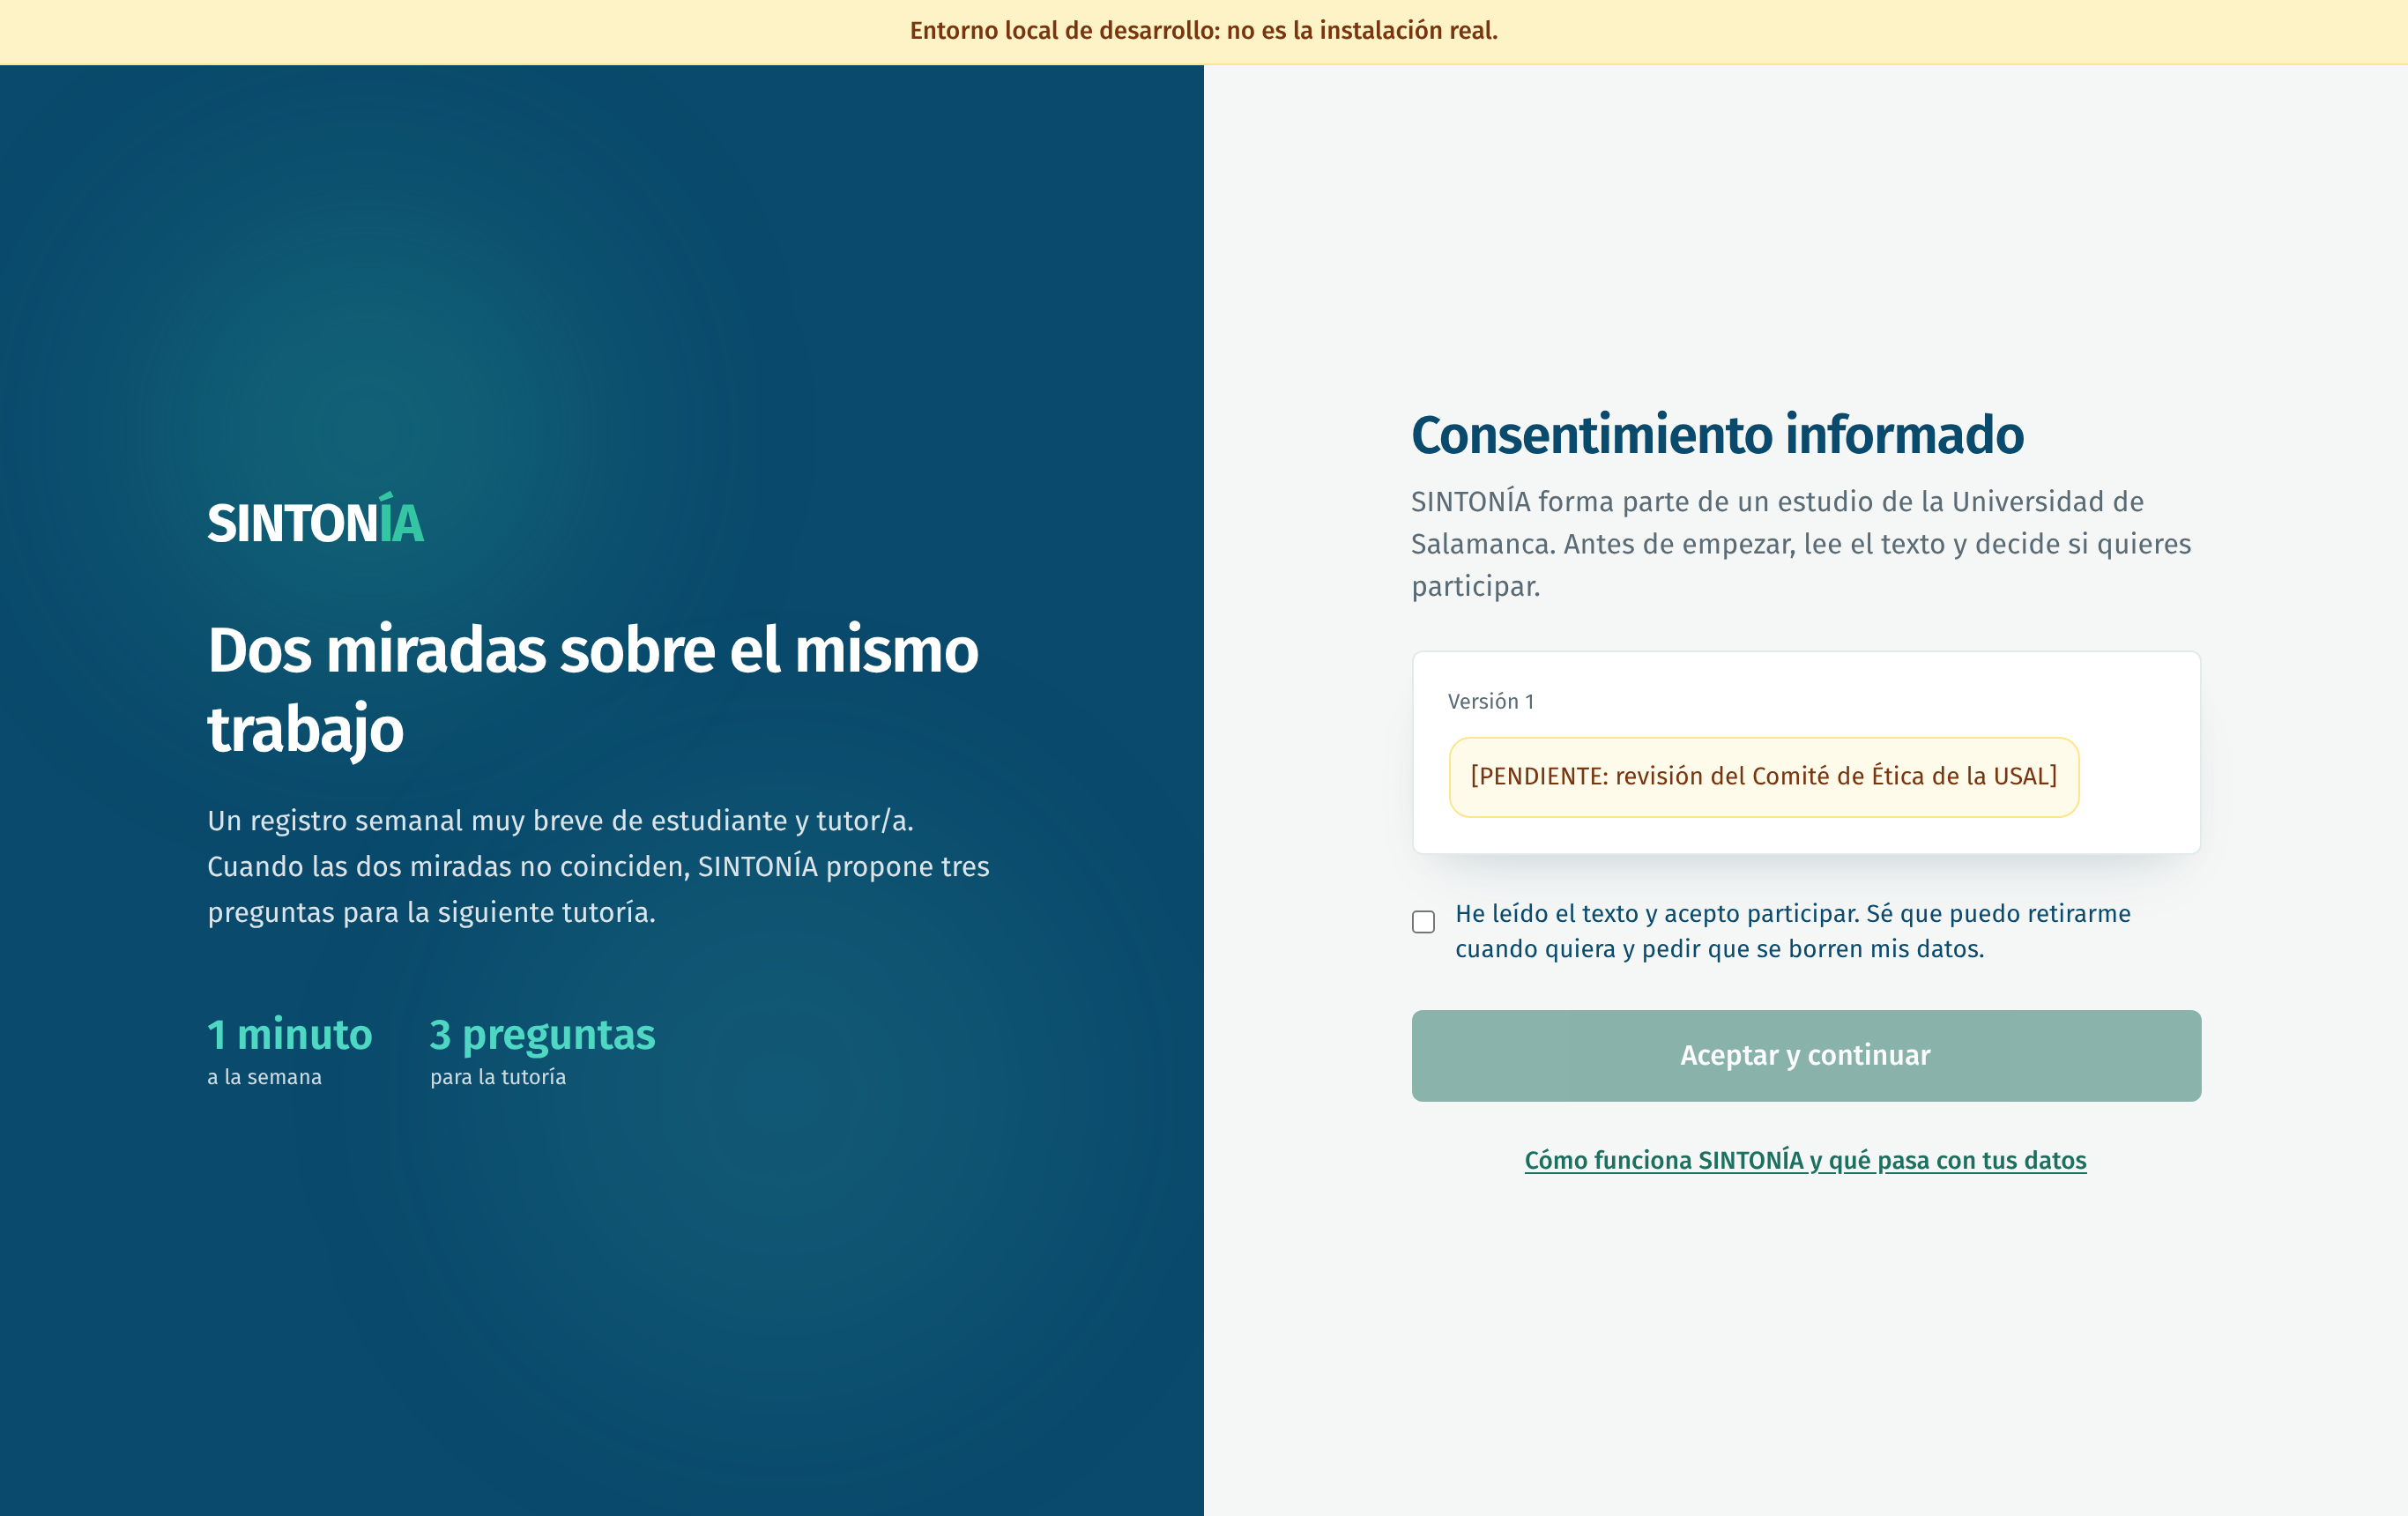 Entorno local de desarrollo: no es la instalación real.
SINTONÍA
Dos miradas sobre el mismo
trabajo
Un registro semanal muy breve de estudiante y tutor/a.
Cuando las dos miradas no coinciden, SINTONÍA propone tres
preguntas para la siguiente tutoría.
1 minuto
a la semana
3 preguntas
para la tutoría
Consentimiento informado
SINTONÍA forma parte de un estudio de la Universidad de
Salamanca. Antes de empezar, lee el texto y decide si quieres
participar.
Versión 1
[PENDIENTE: revisión del Comité de Ética de la USAL]
He leído el texto y acepto participar. Sé que puedo retirarme
cuando quiera y pedir que se borren mis datos.
Aceptar y continuar
Cómo funciona SINTONÍA y qué pasa con tus datos